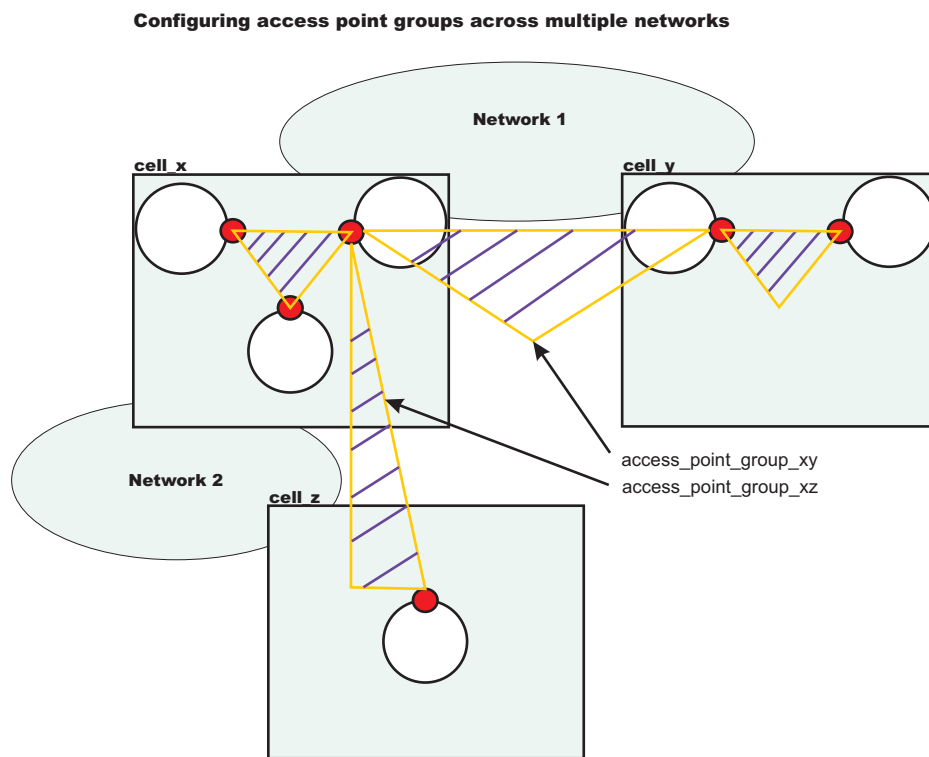 Configuring access point groups across multiple networks
Network 1
cell_x
cell_y
access_point_group_xy
access_point_group_xz
Network 2
cell_z